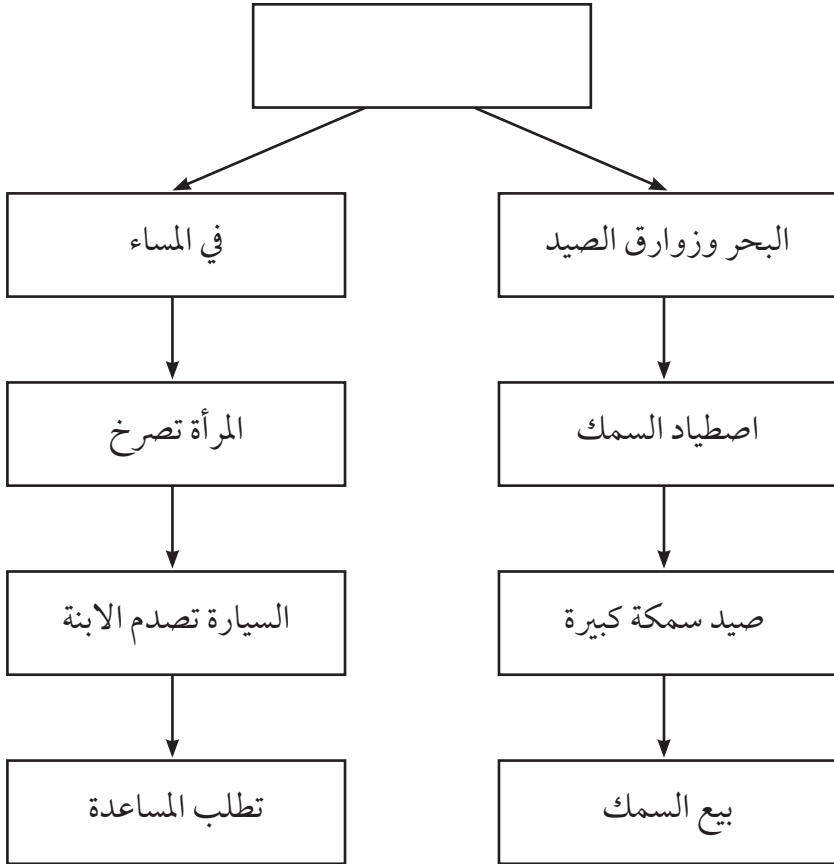 البحر وزوارق الصيد
اصطياد السمك
صيد سمكة كبيرة
بيع السمك
في المساء
المرأة تصرخ
السيارة تصدم الابنة
تطلب المساعدة